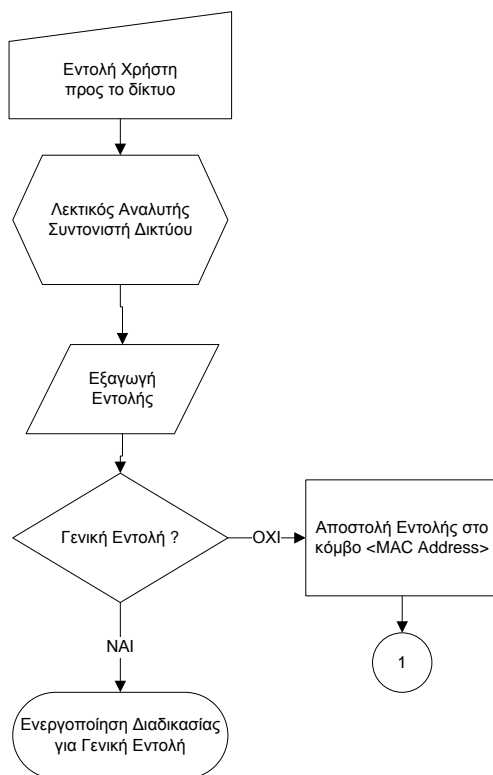 Εντολή Χρήστη
προς το δίκτυο
Λεκτικός Αναλυτής
Συντονιστή Δικτύου
Εξαγωγή
Εντολής
Γενική Εντολή ?
ΟΧΙ
Αποστολή Εντολής στο
κόμβο <MAC Address>
ΝΑΙ
1
Ενεργοποίηση Διαδικασίας
για Γενική Εντολή